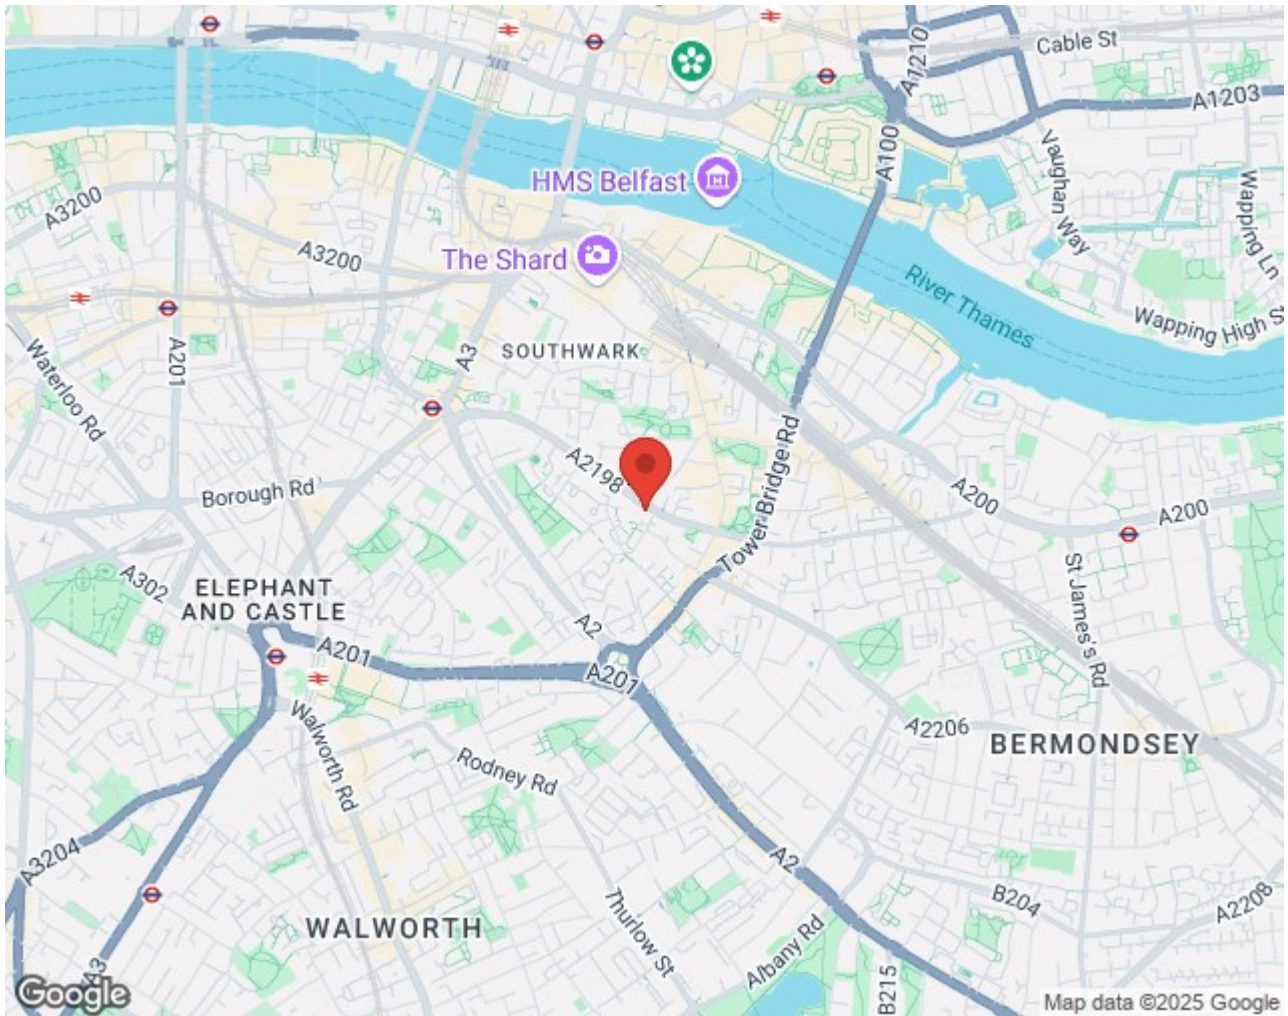 Cable St
A1210
A1203
A100
Vaughan Way
Wapping Ln
HMS Belfast
A3200
A3200
The Shard
River Thames
Wapping High St
SOUTHWARK
A3
A201
Waterloo Rd
A2198
Tower Bridge Rd
Borough Rd
A200
A200
A302
ELEPHANT
AND CASTLE
A2
St James's Rd
A201
A201
Walworth Rd
A2206
BERMONDSEY
Rodney Rd
A3204
A2
B204
A2208
WALWORTH
Thurlow St
Albany Rd
A3
B215
Google
Map data ©2025 Google